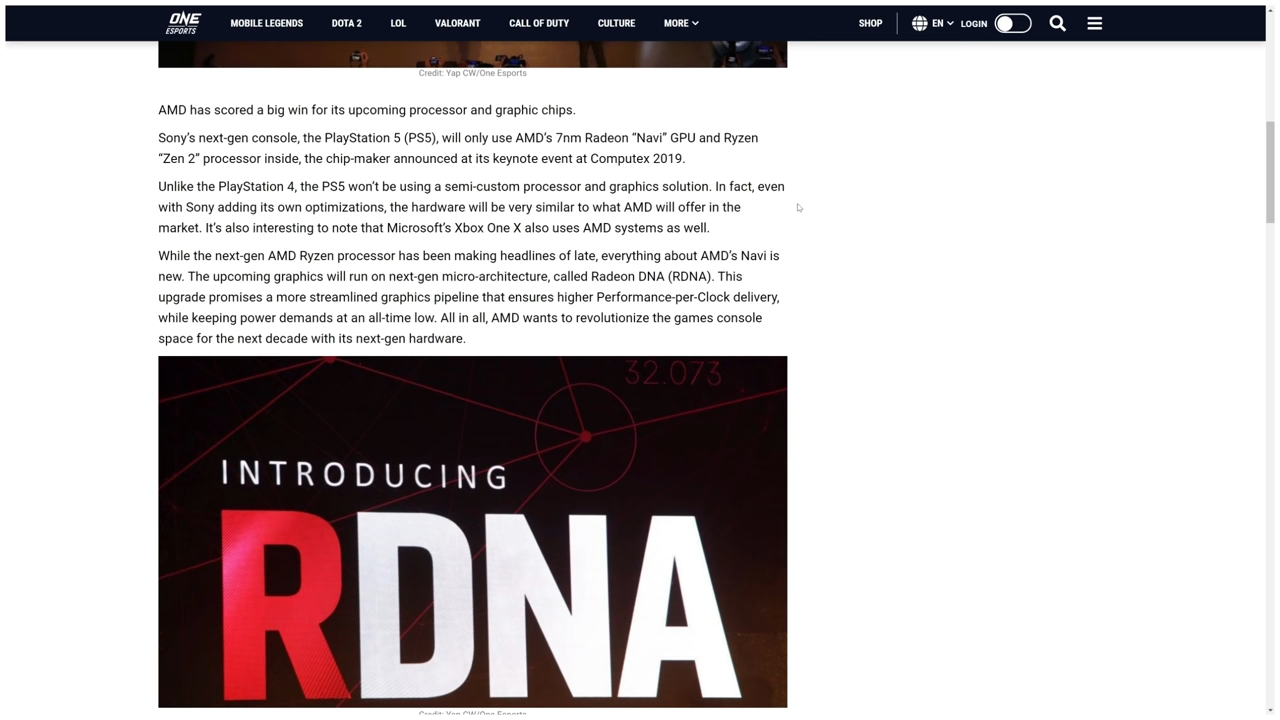 ONE
ESPORTS
MOBILE LEGENDS
DOTA 2
LOL
VALORANT
CALL OF DUTY
CULTURE
MORE
SHOP
EN
LOGIN
Credit: Yap CW/One Esports
AMD has scored a big win for its upcoming processor and graphic chips.
Sony’s next-gen console, the PlayStation 5 (PS5), will only use AMD’s 7nm Radeon “Navi” GPU and Ryzen
“Zen 2” processor inside, the chip-maker announced at its keynote event at Computex 2019.
Unlike the PlayStation 4, the PS5 won’t be using a semi-custom processor and graphics solution. In fact, even
with Sony adding its own optimizations, the hardware will be very similar to what AMD will offer in the
market. It’s also interesting to note that Microsoft’s Xbox One X also uses AMD systems as well.
While the next-gen AMD Ryzen processor has been making headlines of late, everything about AMD’s Navi is
new. The upcoming graphics will run on next-gen micro-architecture, called Radeon DNA (RDNA). This
upgrade promises a more streamlined graphics pipeline that ensures higher Performance-per-Clock delivery,
while keeping power demands at an all-time low. All in all, AMD wants to revolutionize the games console
space for the next decade with its next-gen hardware.
32.073
INTRODUCING
RDNA
Credit: Yap CW/One Esports